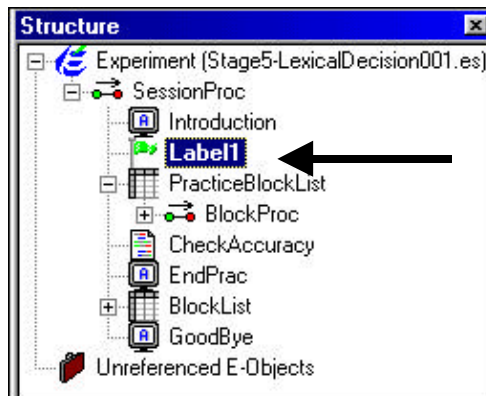 Structure
Experiment (Stage5-LexicalDecision001.es)
SessionProc
Introduction
Label1
PracticeBlockList
BlockProc
CheckAccuracy
EndPrac
BlockList
GoodBye
Unreferenced E-Objects